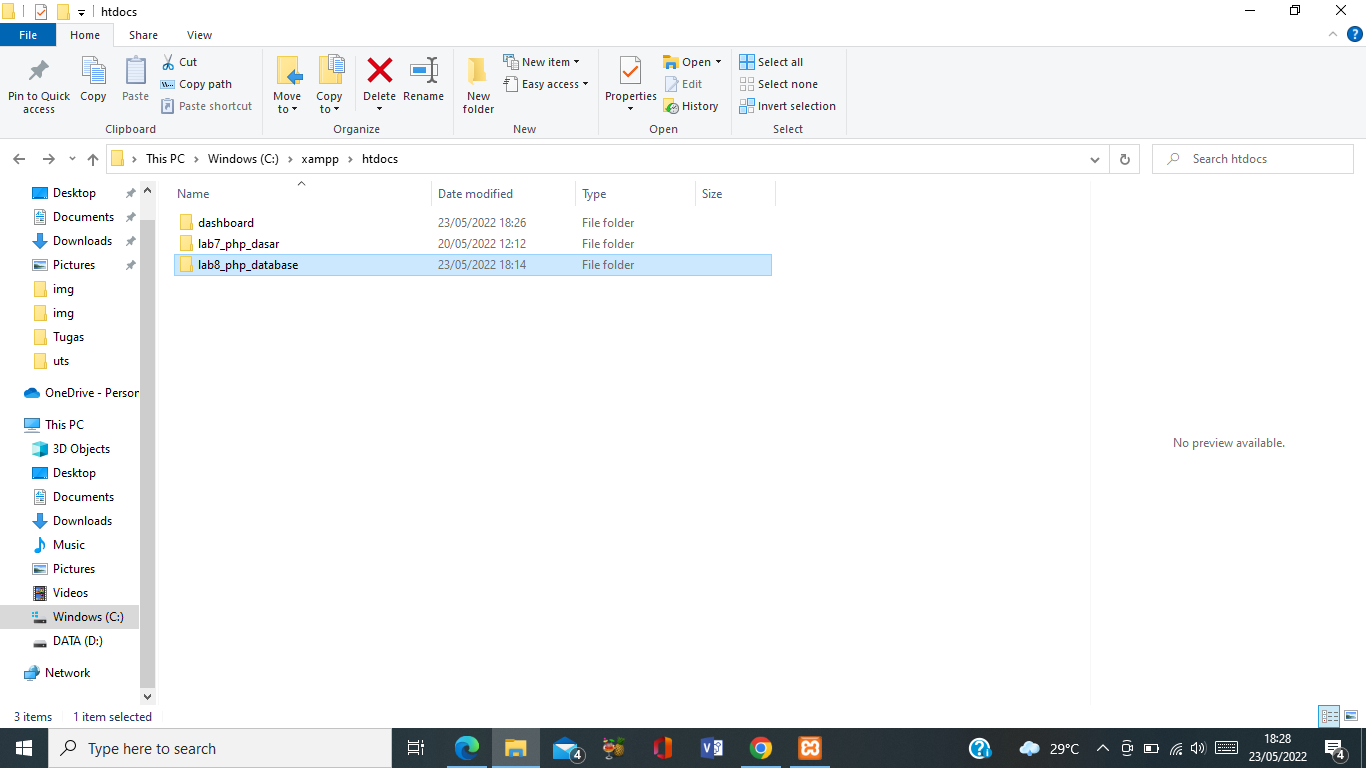 htdocs
File Home Share View
Pin to Quick access
Copy
Paste
Cut
Copy path
Paste shortcut
Clipboard
Move to
Copy to
Delete
Rename
Organize
New folder
New item
Easy access
New
Properties
Open
Edit
History
Open
Select all
Select none
Invert selection
Select
This PC > Windows (C:) > xampp > htdocs
Search htdocs
Desktop
Documents
Downloads
Pictures
img
img
Tugas
uts
OneDrive - Person
This PC
3D Objects
Desktop
Documents
Downloads
Music
Pictures
Videos
Windows (C:)
DATA (D:)
Network
Name Date modified Type Size
dashboard 23/05/2022 18:26 File folder
lab7_php_dasar 20/05/2022 12:12 File folder
lab8_php_database 23/05/2022 18:14 File folder
No preview available.
3 items 1 item selected
Type here to search
4
29°C
18:28
23/05/2022
4